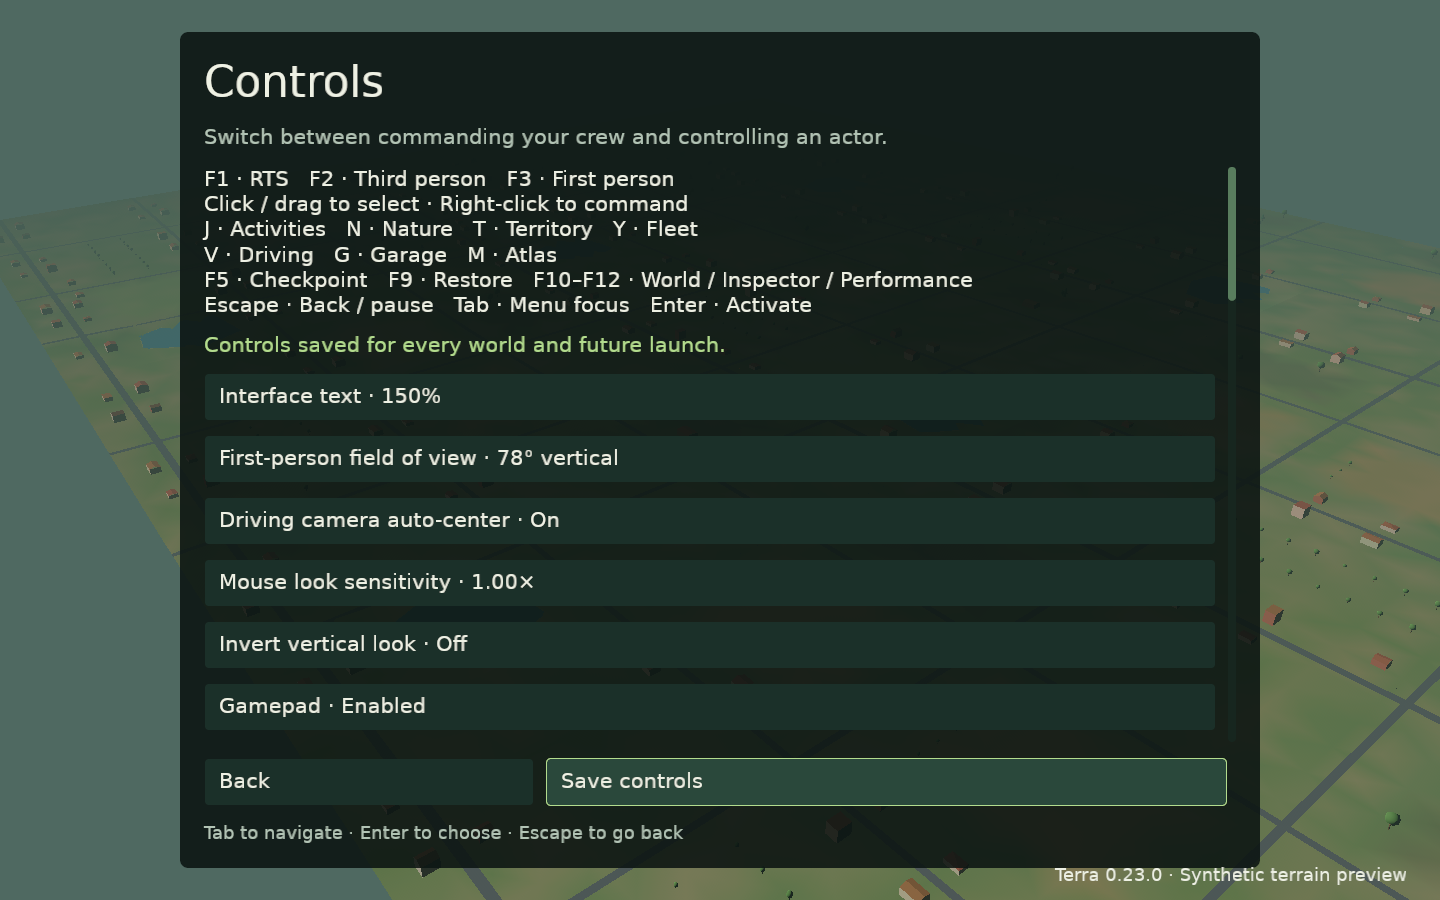 Controls
Switch between commanding your crew and controlling an actor.
F1 · RTS   F2 · Third person   F3 · First person
Click / drag to select · Right-click to command
J · Activities   N · Nature   T · Territory   Y · Fleet
V · Driving   G · Garage   M · Atlas
F5 · Checkpoint   F9 · Restore   F10–F12 · World / Inspector / Performance
Escape · Back / pause   Tab · Menu focus   Enter · Activate
Controls saved for every world and future launch.
Interface text · 150%
First-person field of view · 78° vertical
Driving camera auto-center · On
Mouse look sensitivity · 1.00×
Invert vertical look · Off
Gamepad · Enabled
Back
Save controls
Tab to navigate · Enter to choose · Escape to go back
Terra 0.23.0 · Synthetic terrain preview